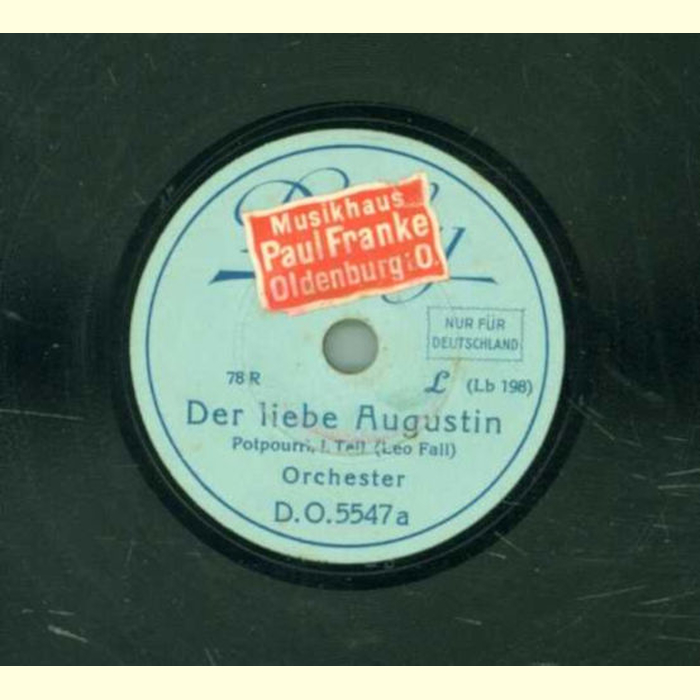 Musikhaus
Paul Franke
Oldenburg i. O.
NUR FÜR
DEUTSCHLAND
78 R
L (Lb 198)
Der liebe Augustin
Potpourri, I. Teil (Leo Fall)
Orchester
D.O.5547a